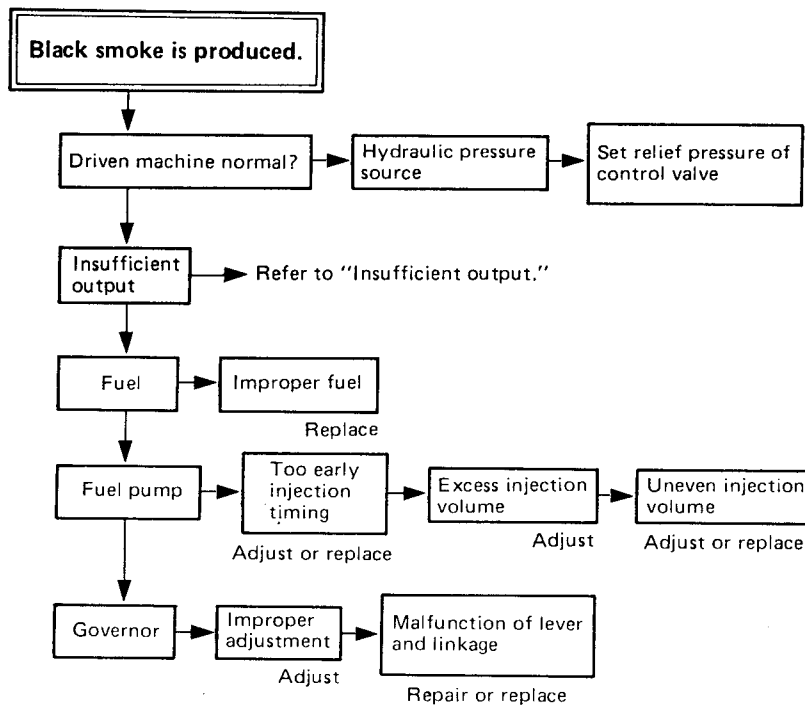 Black smoke is produced.
Driven machine normal?
Hydraulic pressure
source
Set relief pressure of
control valve
Insufficient
output
Refer to "Insufficient output."
Fuel
Improper fuel
Replace
Fuel pump
Too early
injection
timing
Adjust or replace
Excess injection
volume
Adjust
Uneven injection
volume
Adjust or replace
Governor
Improper
adjustment
Adjust
Malfunction of lever
and linkage
Repair or replace